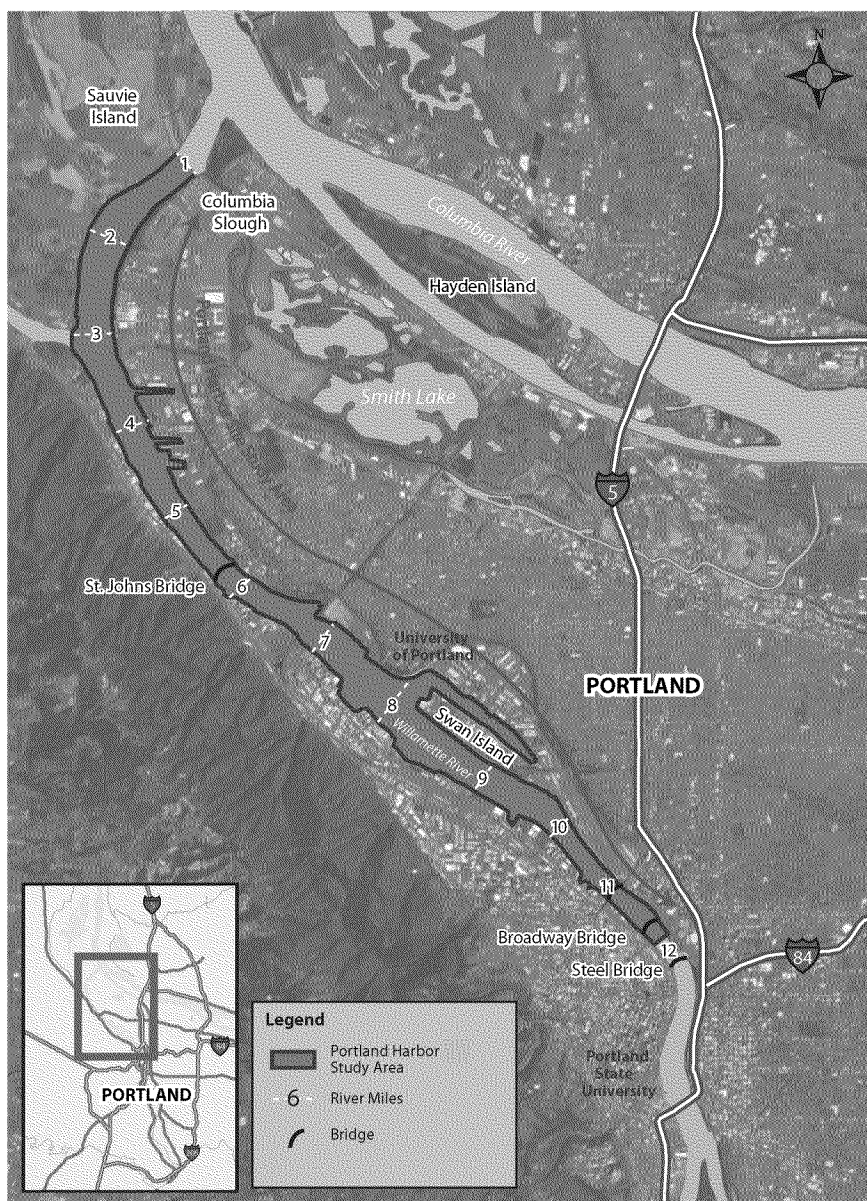 N
Sauvie
Island
1
Columbia
Slough
2
Columbia River
Hayden Island
3
Smith Lake
4
5
5
St. Johns Bridge
6
7
University
of Portland
PORTLAND
8
Swan Island
Willamette River
9
10
11
Broadway Bridge
12
Steel Bridge
84
Portland
State
University
PORTLAND
Legend
Portland Harbor
Study Area
6
River Miles
Bridge